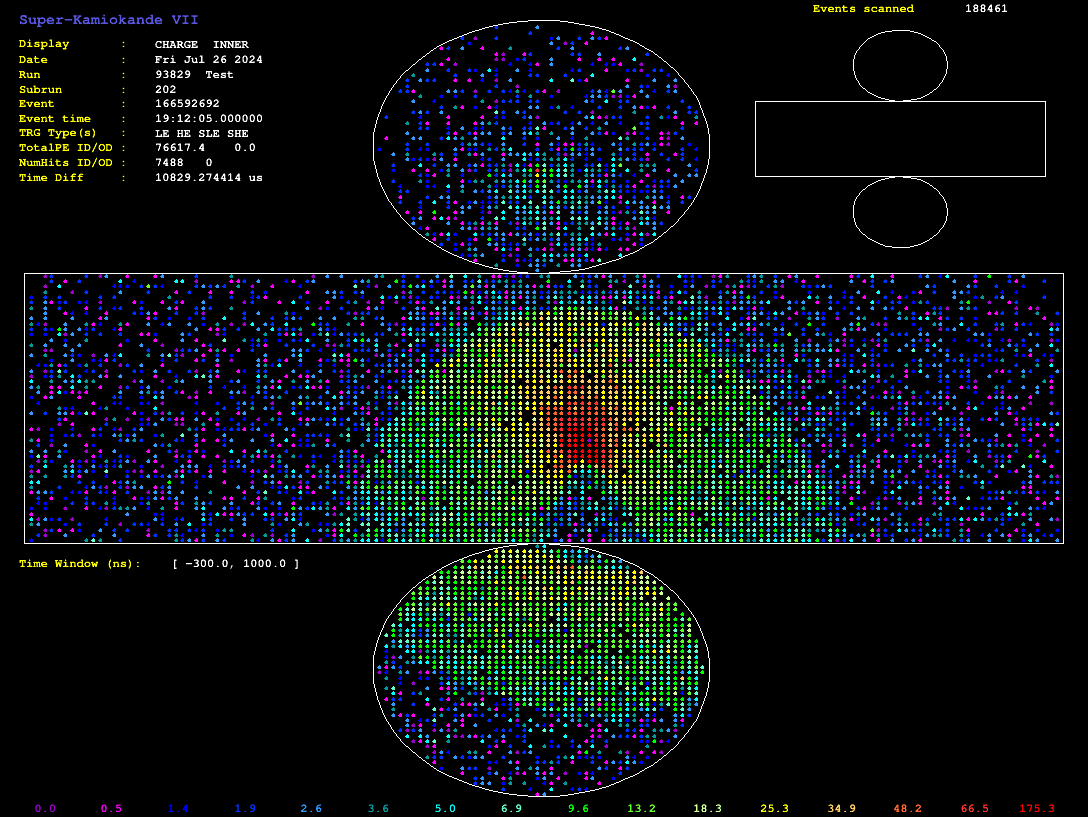 Super-Kamiokande VII
Events scanned 188461
Display : CHARGE INNER
Date : Fri Jul 26 2024
Run : 93829 Test
Subrun : 202
Event : 166592692
Event time : 19:12:05.000000
TRG Type(s) : LE HE SLE SHE
TotalPE ID/OD : 76617.4 0.0
NumHits ID/OD : 7488 0
Time Diff : 10829.274414 us
Time Window (ns): [ -300.0, 1000.0 ]
0.0 0.5 1.4 1.9 2.6 3.6 5.0 6.9 9.6 13.2 18.3 25.3 34.9 48.2 66.5 175.3